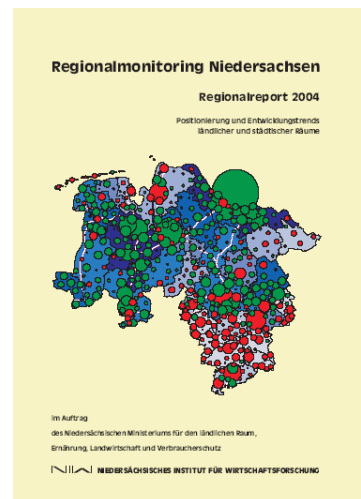 Regionalmonitoring Niedersachsen
Regionalreport 2004
Positionierung und Entwicklungstrends
ländlicher und städtischer Räume
im Auftrag
des Niedersächsischen Ministeriums für den ländlichen Raum,
Ernährung, Landwirtschaft und Verbraucherschutz
NIW NIEDERSÄCHSISCHES INSTITUT FÜR WIRTSCHAFTSFORSCHUNG